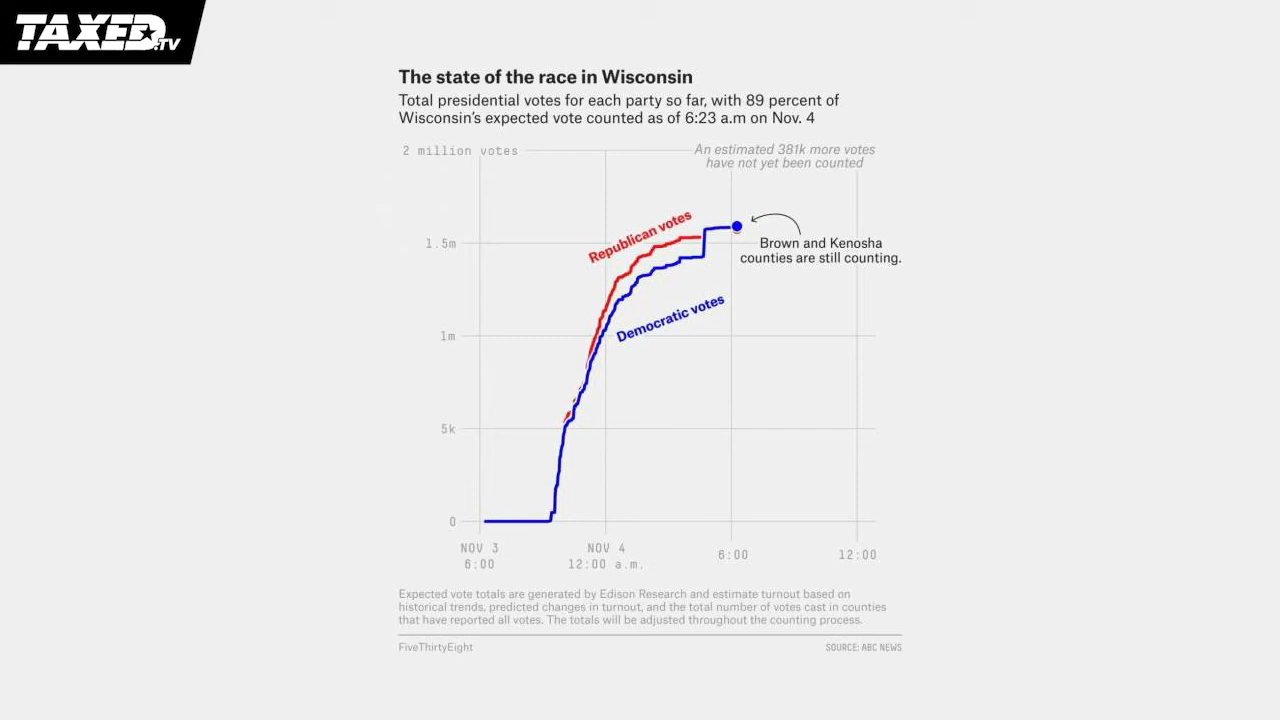 TAXED.TV
The state of the race in Wisconsin
Total presidential votes for each party so far, with 89 percent of
Wisconsin's expected vote counted as of 6:23 a.m on Nov. 4
2 million votes
An estimated 381k more votes
have not yet been counted
Republican votes
1.5m
Brown and Kenosha
counties are still counting.
Democratic votes
1m
5k
0
NOV 3
6:00
NOV 4
12:00 a.m.
6:00
12:00
Expected vote totals are generated by Edison Research and estimate turnout based on
historical trends, predicted changes in turnout, and the total number of votes cast in counties
that have reported all votes. The totals will be adjusted throughout the counting process.
FiveThirtyEight
SOURCE: ABC NEWS